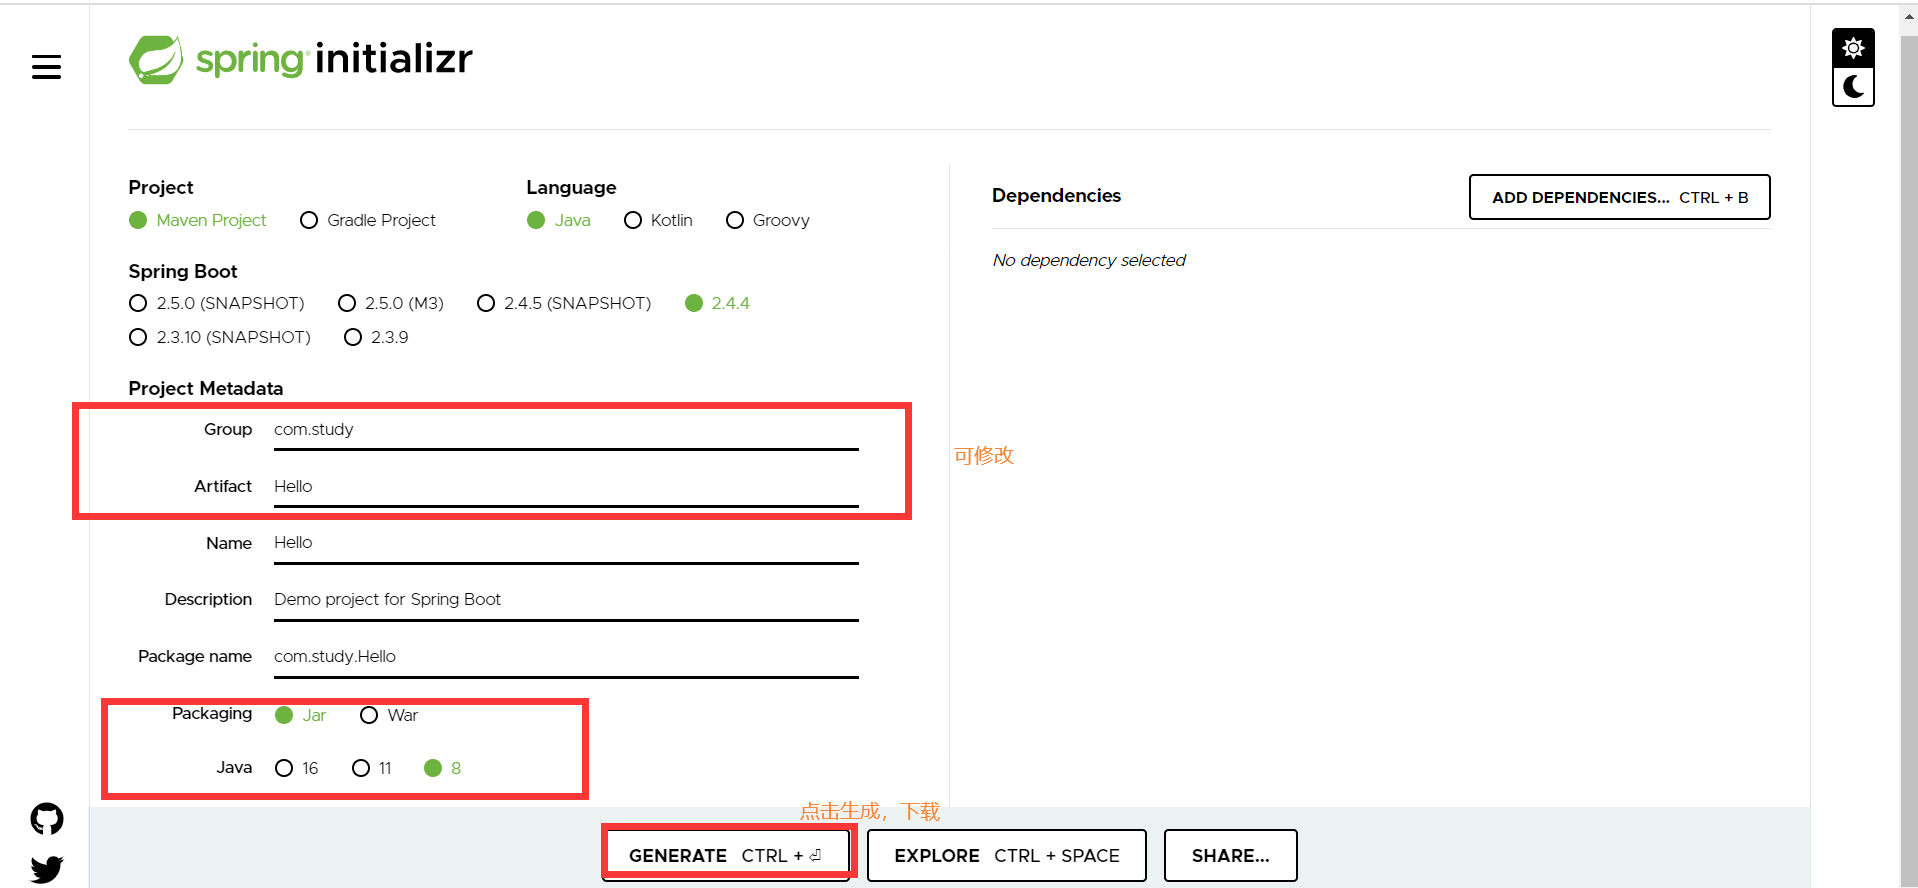 spring initializr
Project
Maven Project Gradle Project
Language
Java Kotlin Groovy
Spring Boot
2.5.0 (SNAPSHOT) 2.5.0 (M3) 2.4.5 (SNAPSHOT) 2.4.4
2.3.10 (SNAPSHOT) 2.3.9
Project Metadata
Group com.study
Artifact Hello
可修改
Name Hello
Description Demo project for Spring Boot
Package name com.study.Hello
Packaging Jar War
Java 16 11 8
Dependencies
ADD DEPENDENCIES... CTRL + B
No dependency selected
点击生成，下载
GENERATE CTRL + ⏎
EXPLORE CTRL + SPACE
SHARE...